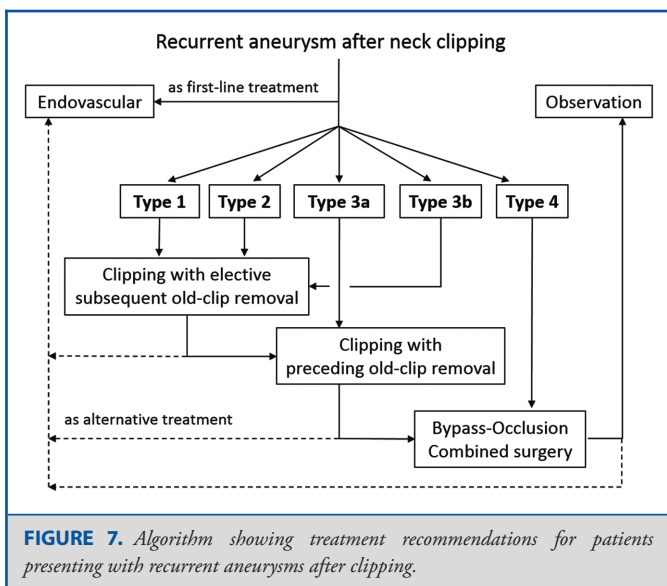 Recurrent aneurysm after neck clipping
as first-line treatment
Endovascular
Observation
Type 1
Type 2
Type 3a
Type 3b
Type 4
Clipping with elective
subsequent old-clip removal
Clipping with
preceding old-clip removal
as alternative treatment
Bypass-Occlusion
Combined surgery
FIGURE 7. Algorithm showing treatment recommendations for patients
presenting with recurrent aneurysms after clipping.